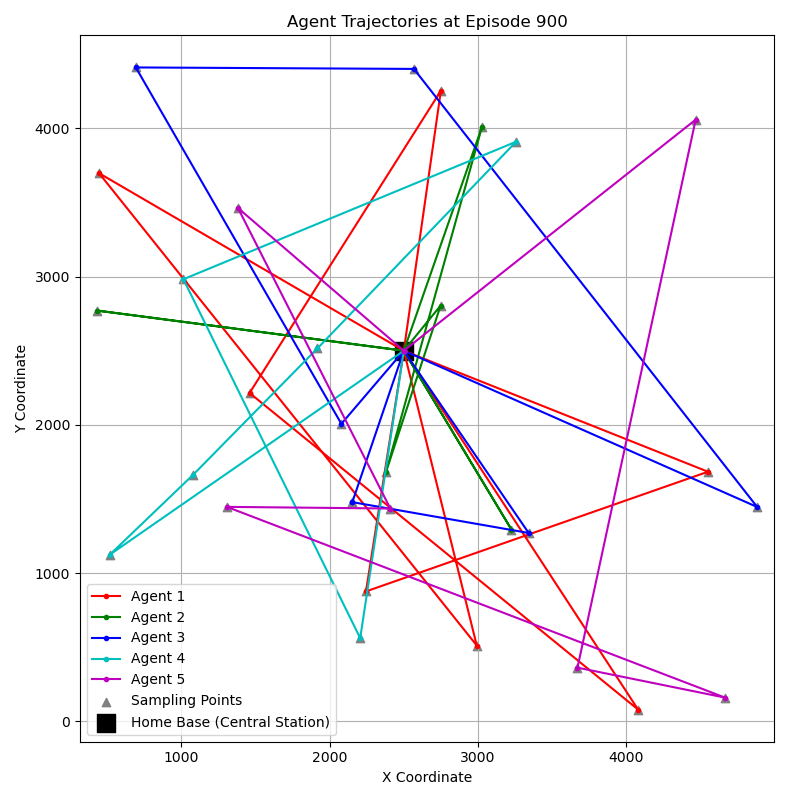 Agent Trajectories at Episode 900
Y Coordinate
4000
3000
2000
1000
0
Agent 1
Agent 2
Agent 3
Agent 4
Agent 5
Sampling Points
Home Base (Central Station)
1000 2000 3000 4000
X Coordinate